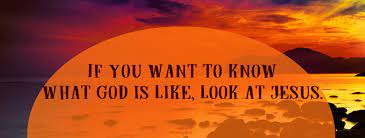 If you want to know
what God is like, look at Jesus.